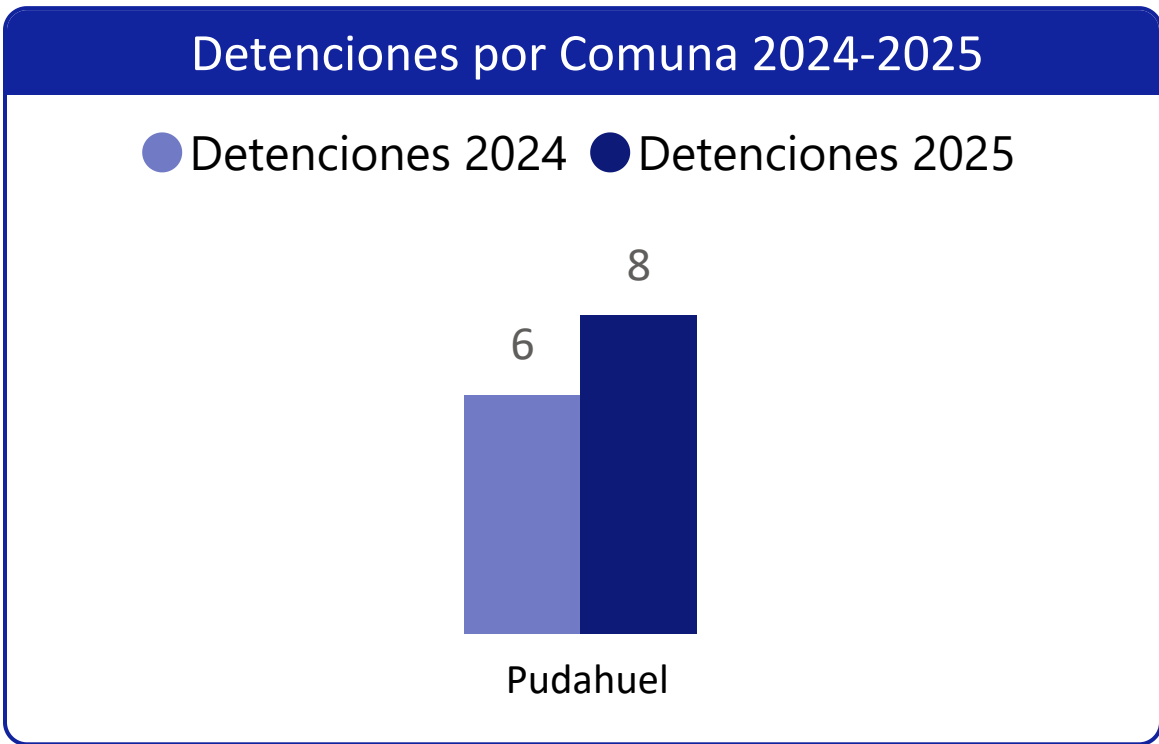 Detenciones por Comuna 2024-2025
Detenciones 2024 Detenciones 2025
8
6
Pudahuel